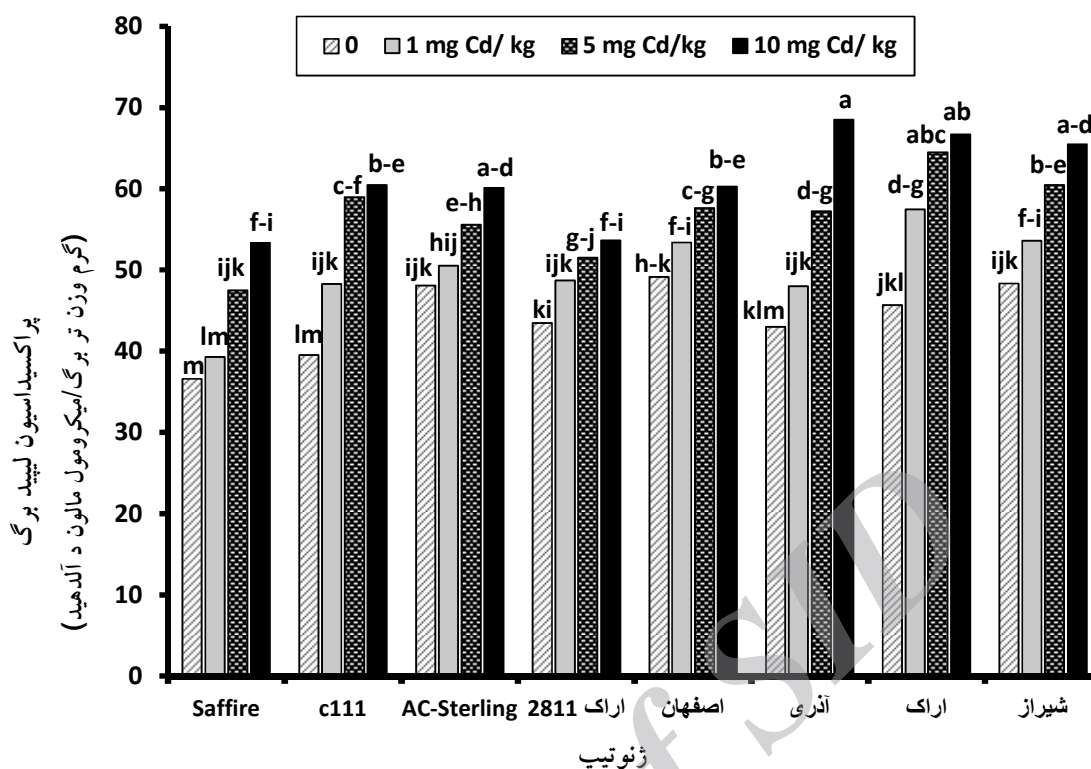 0 1 mg Cd/ kg 5 mg Cd/kg 10 mg Cd/ kg
پراکسیداسیون لیپید برگ
(گرم وزن تر برگ/میکرومول مالون د آلدهید)
80
70
60
50
40
30
20
10
0
m lm ijk f-i
lm ijk c-f b-e
ijk hij e-h a-d
ki ijk g-j f-i
h-k f-i c-g b-e
klm ijk d-g a
jkl d-g abc ab
ijk f-i b-e a-d
Saffire c111 AC-Sterling 2811 اراک اصفهان آذری اراک شیراز
ژنوتیپ
f SID